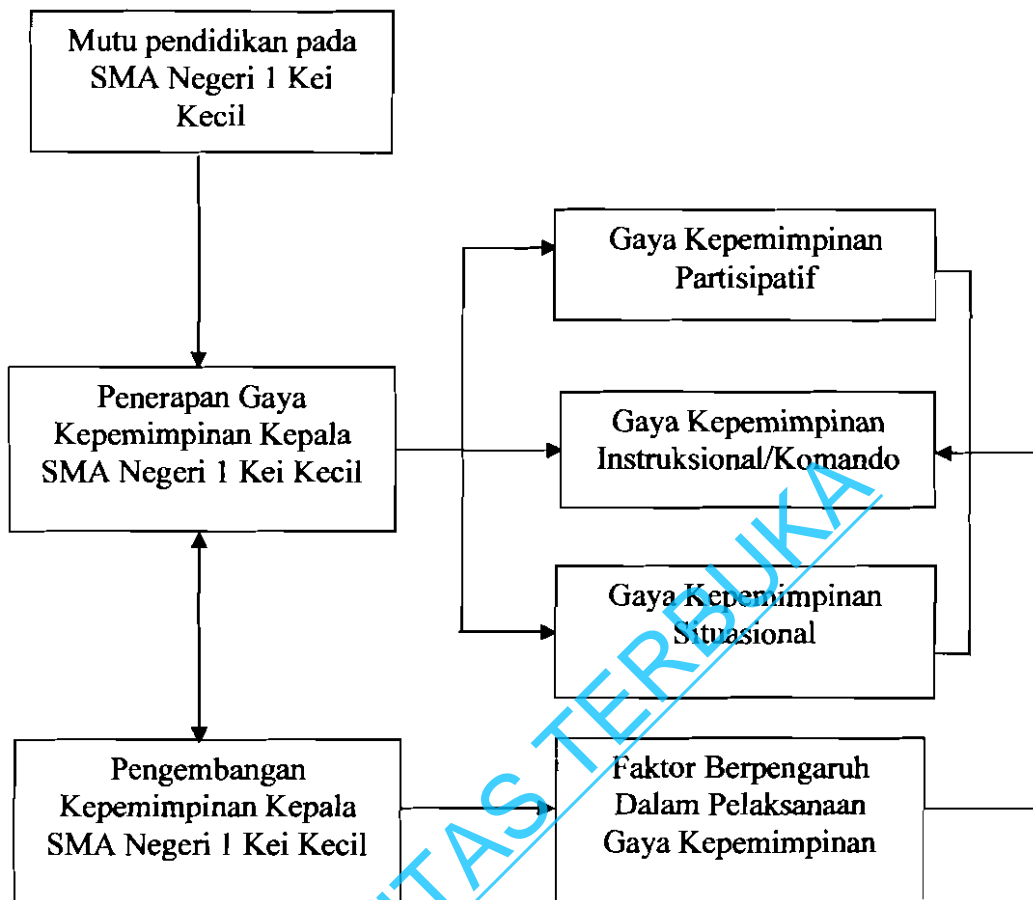 Mutu pendidikan pada
SMA Negeri 1 Kei
Kecil
Gaya Kepemimpinan
Partisipatif
Penerapan Gaya
Kepemimpinan Kepala
SMA Negeri 1 Kei Kecil
Gaya Kepemimpinan
Instruksional/Komando
Gaya Kepemimpinan
Situasional
Pengembangan
Kepemimpinan Kepala
SMA Negeri 1 Kei Kecil
Faktor Berpengaruh
Dalam Pelaksanaan
Gaya Kepemimpinan
ITAS TERBUKA